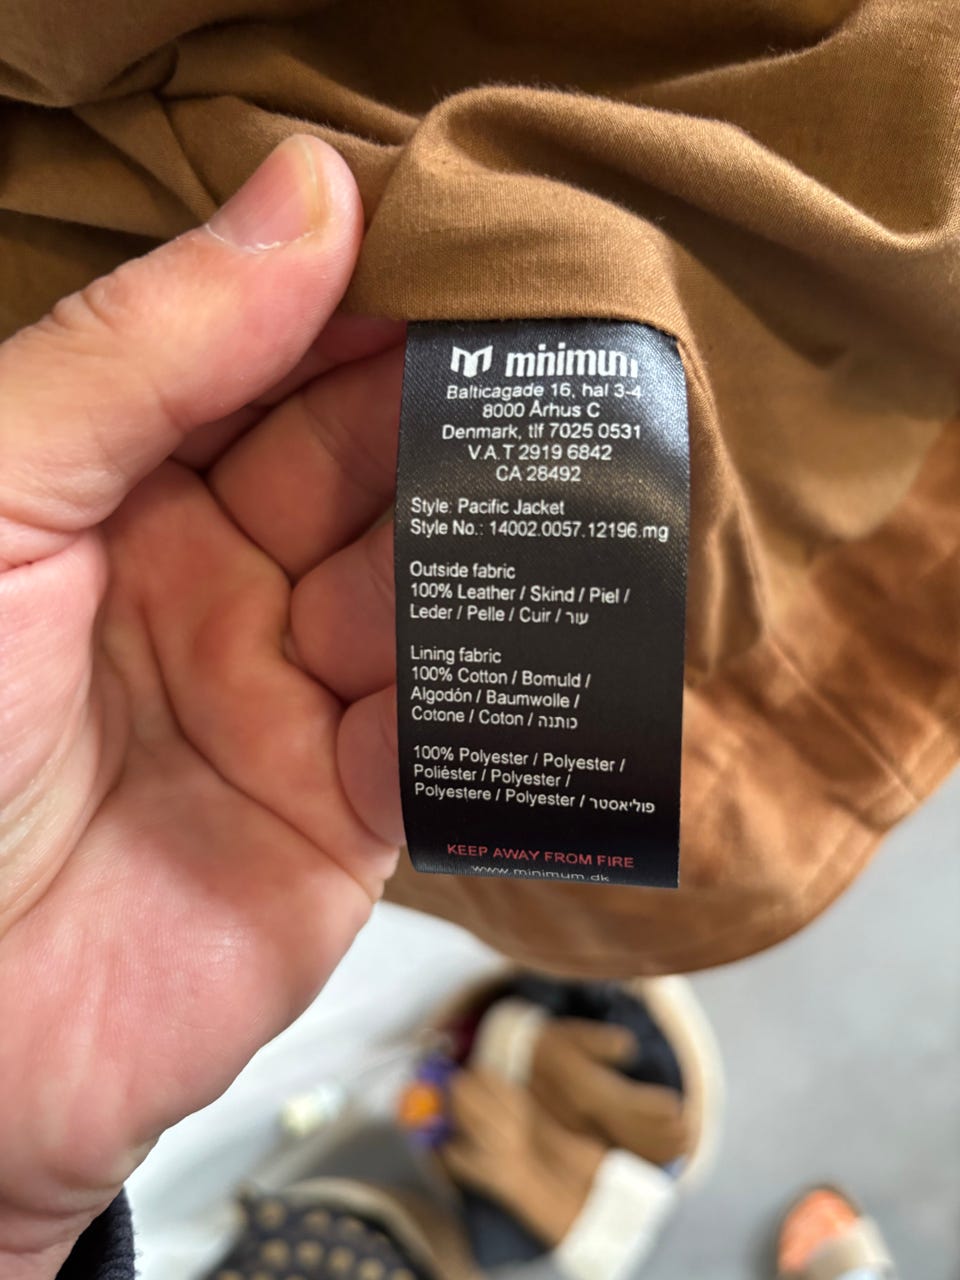 minimum
Balticagade 16, hal 3-4
8000 Århus C
Denmark, tlf 7025 0531
V.A.T 2919 6842
CA 28492
Style: Pacific Jacket
Style No.: 14002.0057.12196.mg
Outside fabric
100% Leather / Skind / Piel /
Leder / Pelle / Cuir / עור
Lining fabric
100% Cotton / Bomuld /
Algodón / Baumwolle /
Cotone / Coton / כותנה
100% Polyester / Polyester /
Poliéster / Polyester /
Polyestere / Polyester / פוליאסטר
KEEP AWAY FROM FIRE
www.minimum.dk